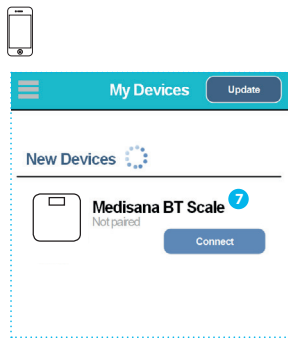 My Devices Update
New Devices
Medisana BT Scale 7
Not paired
Connect